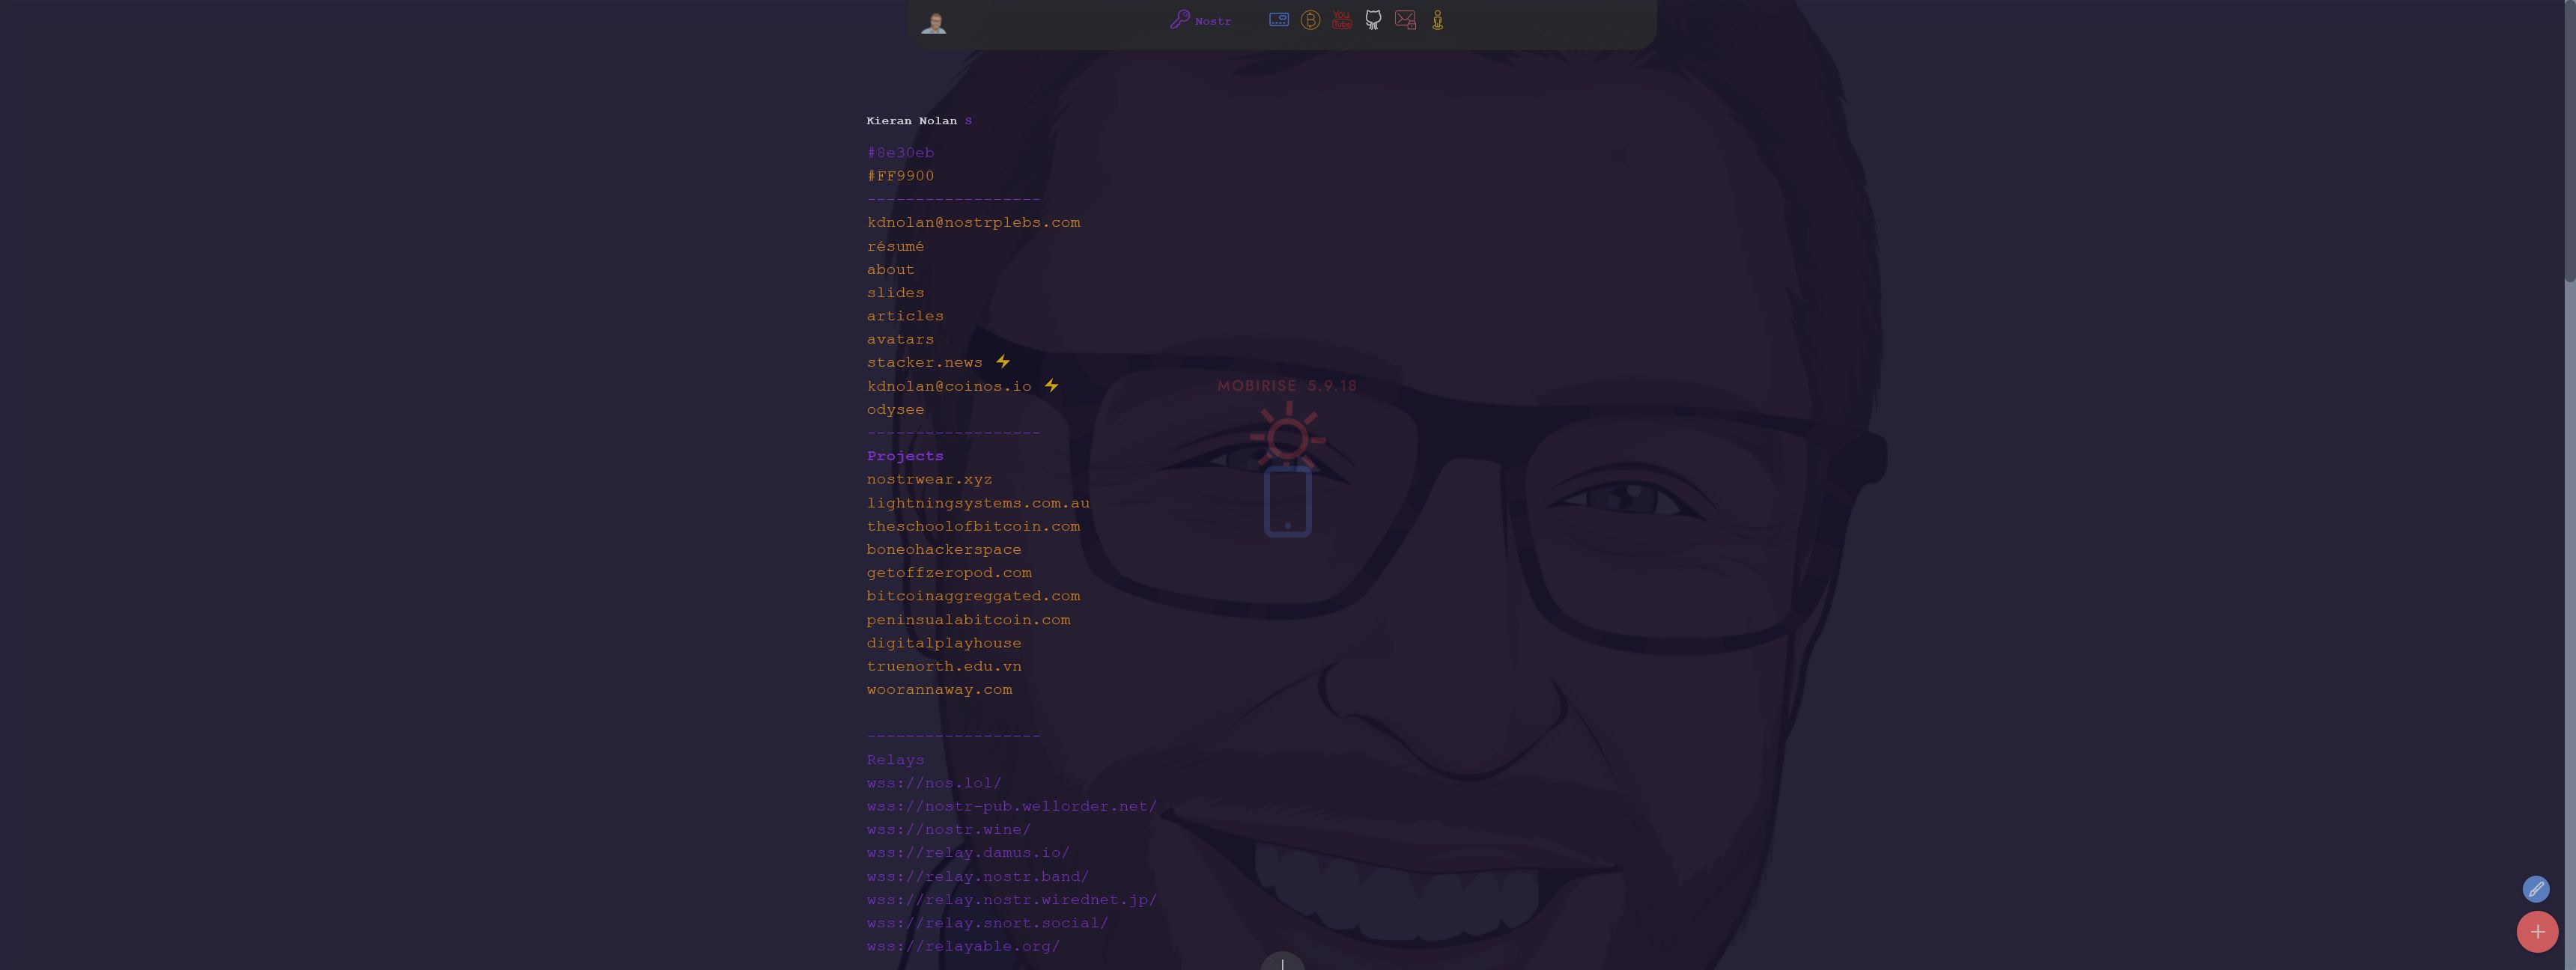 Nostr
You
Tube
Kieran Nolan S
#8e30eb
#FF9900
------------------
kdnolan@nostrplebs.com
résumé
about
slides
articles
avatars
stacker.news ⚡
kdnolan@coinos.io ⚡
odysee
------------------
Projects
nostrwear.xyz
lightningsystems.com.au
theschoolofbitcoin.com
boneohackerspace
getoffzeropod.com
bitcoinaggreggated.com
peninsualabitcoin.com
digitalplayhouse
truenorth.edu.vn
woorannaway.com
------------------
Relays
wss://nos.lol/
wss://nostr-pub.wellorder.net/
wss://nostr.wine/
wss://relay.damus.io/
wss://relay.nostr.band/
wss://relay.nostr.wirednet.jp/
wss://relay.snort.social/
wss://relayable.org/
MOBIRISE 5.9.18